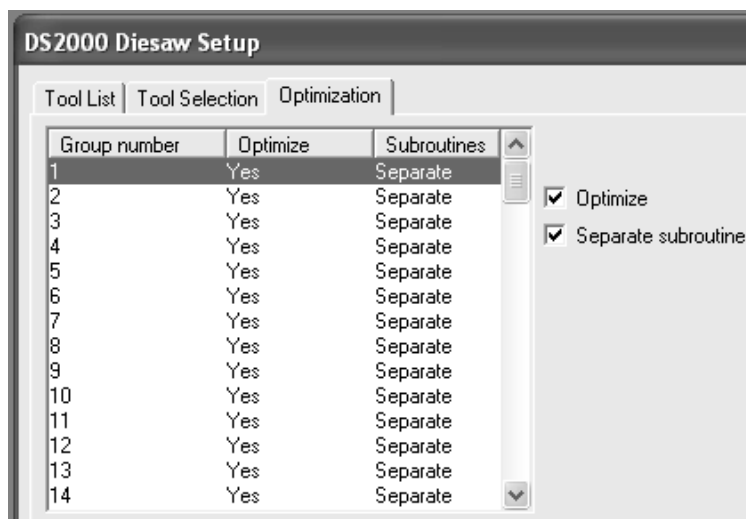 DS2000 Diesaw Setup
Tool List Tool Selection Optimization
Group number Optimize Subroutines
1 Yes Separate
2 Yes Separate
3 Yes Separate
4 Yes Separate
5 Yes Separate
6 Yes Separate
7 Yes Separate
8 Yes Separate
9 Yes Separate
10 Yes Separate
11 Yes Separate
12 Yes Separate
13 Yes Separate
14 Yes Separate
Optimize
Separate subroutine